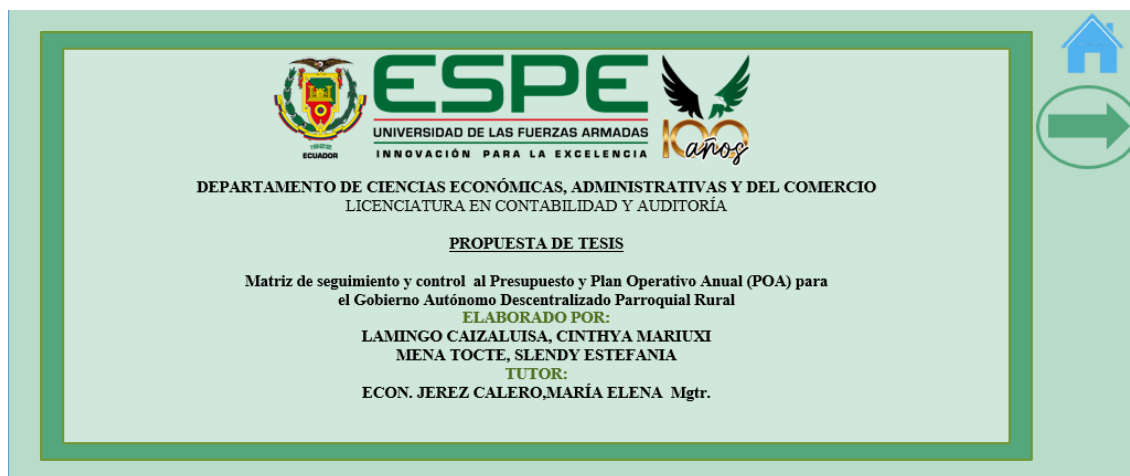 ESPE
UNIVERSIDAD DE LAS FUERZAS ARMADAS
INNOVACIÓN PARA LA EXCELENCIA
1922
ECUADOR
100
años
DEPARTAMENTO DE CIENCIAS ECONÓMICAS, ADMINISTRATIVAS Y DEL COMERCIO
LICENCIATURA EN CONTABILIDAD Y AUDITORÍA
PROPUESTA DE TESIS
Matriz de seguimiento y control al Presupuesto y Plan Operativo Anual (POA) para
el Gobierno Autónomo Descentralizado Parroquial Rural
ELABORADO POR:
LAMINGO CAIZALUISA, CINTHYA MARIUXI
MENA TOCTE, SLENDY ESTEFANIA
TUTOR:
ECON. JEREZ CALERO,MARÍA ELENA Mgtr.